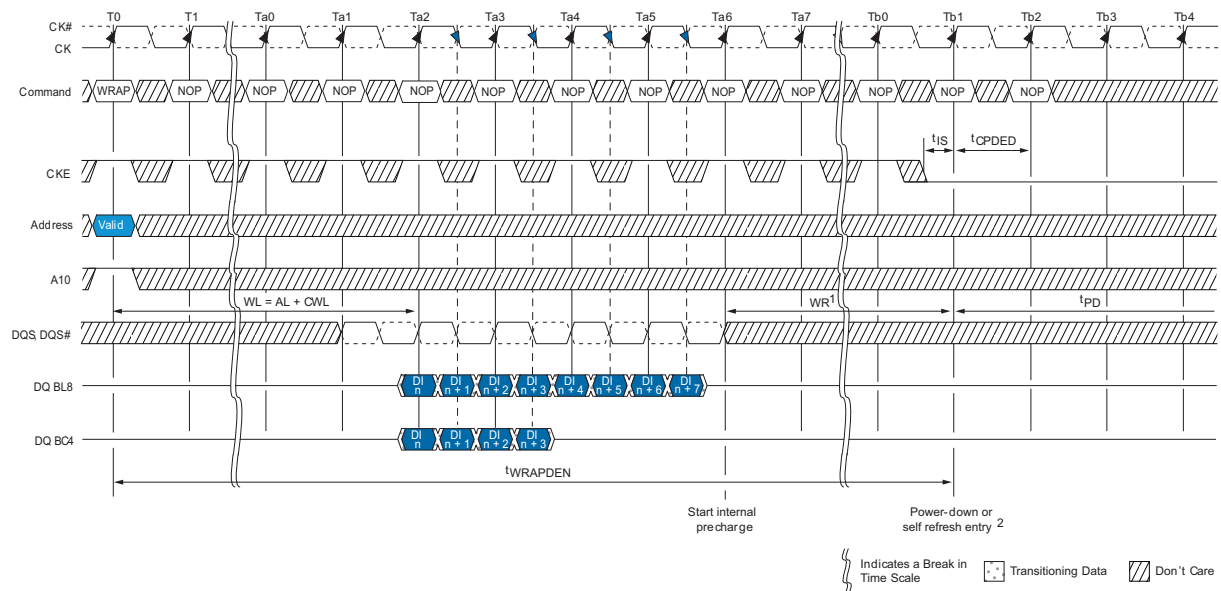 T0 T1 Ta0 Ta1 Ta2 Ta3 Ta4 Ta5 Ta6 Ta7 Tb0 Tb1 Tb2 Tb3 Tb4
CK#
CK
Command WRAP NOP NOP NOP NOP NOP NOP NOP NOP NOP NOP NOP NOP
tIS tCPDED
CKE
Address Valid
A10
WL = AL + CWL WR1 tPD
DQS, DQS#
DQ BL8 DI n DI n + 1 DI n + 2 DI n + 3 DI n + 4 DI n + 5 DI n + 6 DI n + 7
DQ BC4 DI n DI n + 1 DI n + 2 DI n + 3
tWRAPDEN
Start internal
precharge
Power-down or
self refresh entry 2
Indicates a Break in
Time Scale
Transitioning Data
Don't Care